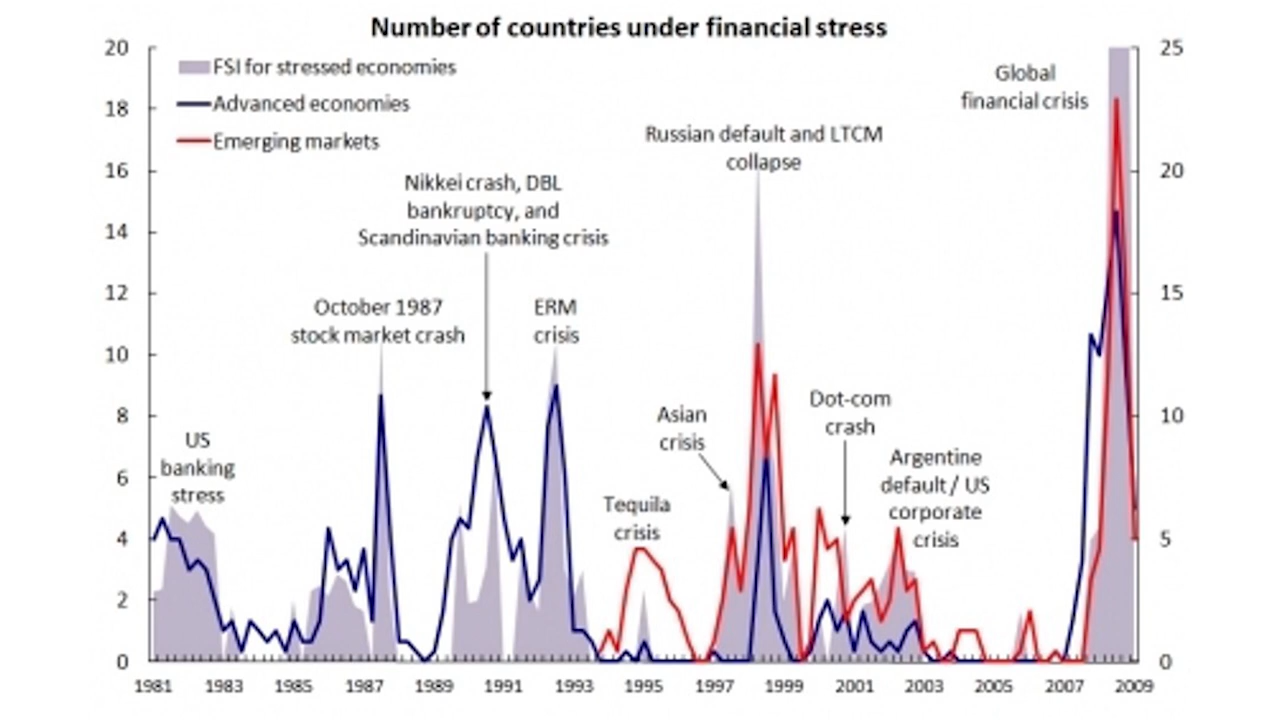 Number of countries under financial stress
20
18
16
14
12
10
8
6
4
2
0
25
20
15
10
5
0
FSI for stressed economies
Advanced economies
Emerging markets
US
banking
stress
October 1987
stock market crash
Nikkei crash, DBL
bankruptcy, and
Scandinavian banking crisis
ERM
crisis
Tequila
crisis
Asian
crisis
Russian default and LTCM
collapse
Dot-com
crash
Argentine
default / US
corporate
crisis
Global
financial crisis
1981 1983 1985 1987 1989 1991 1993 1995 1997 1999 2001 2003 2005 2007 2009